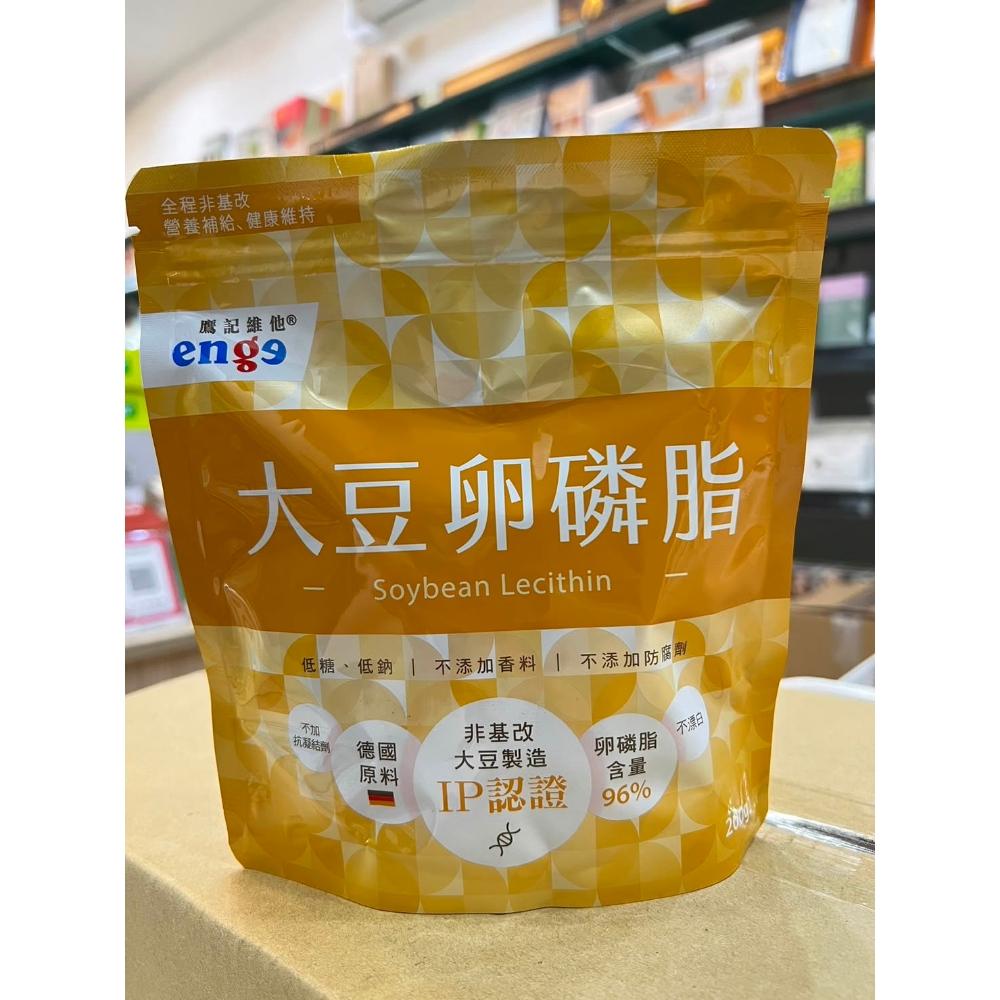 全程非基改
營養補給、健康維持
鷹記維他®
enge
大豆卵磷脂
Soybean Lecithin
低糖、低鈉 | 不添加香料 | 不添加防腐劑
不加
抗凝結劑
德國
原料
非基改
大豆製造
IP認證
卵磷脂
含量
96%
不漂白
200g